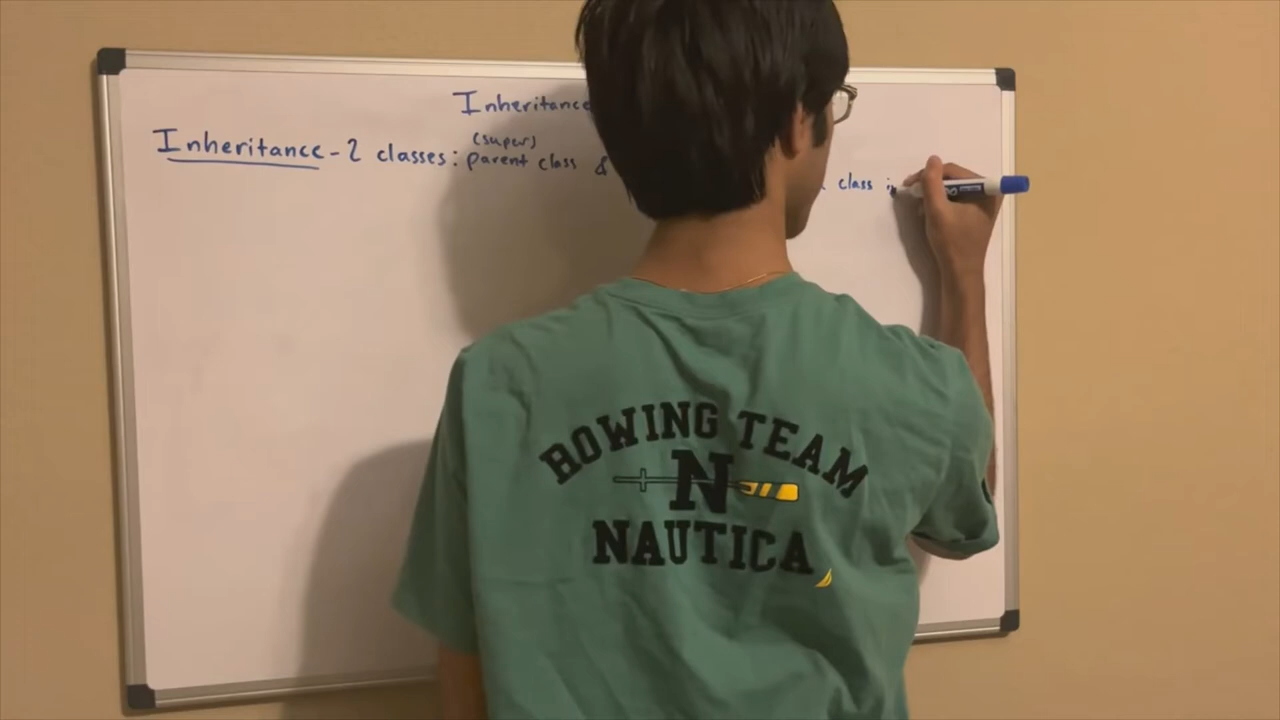 Inheritance
(super)
Inheritance - 2 classes: parent class &
class
ROWING TEAM
N
NAUTICA